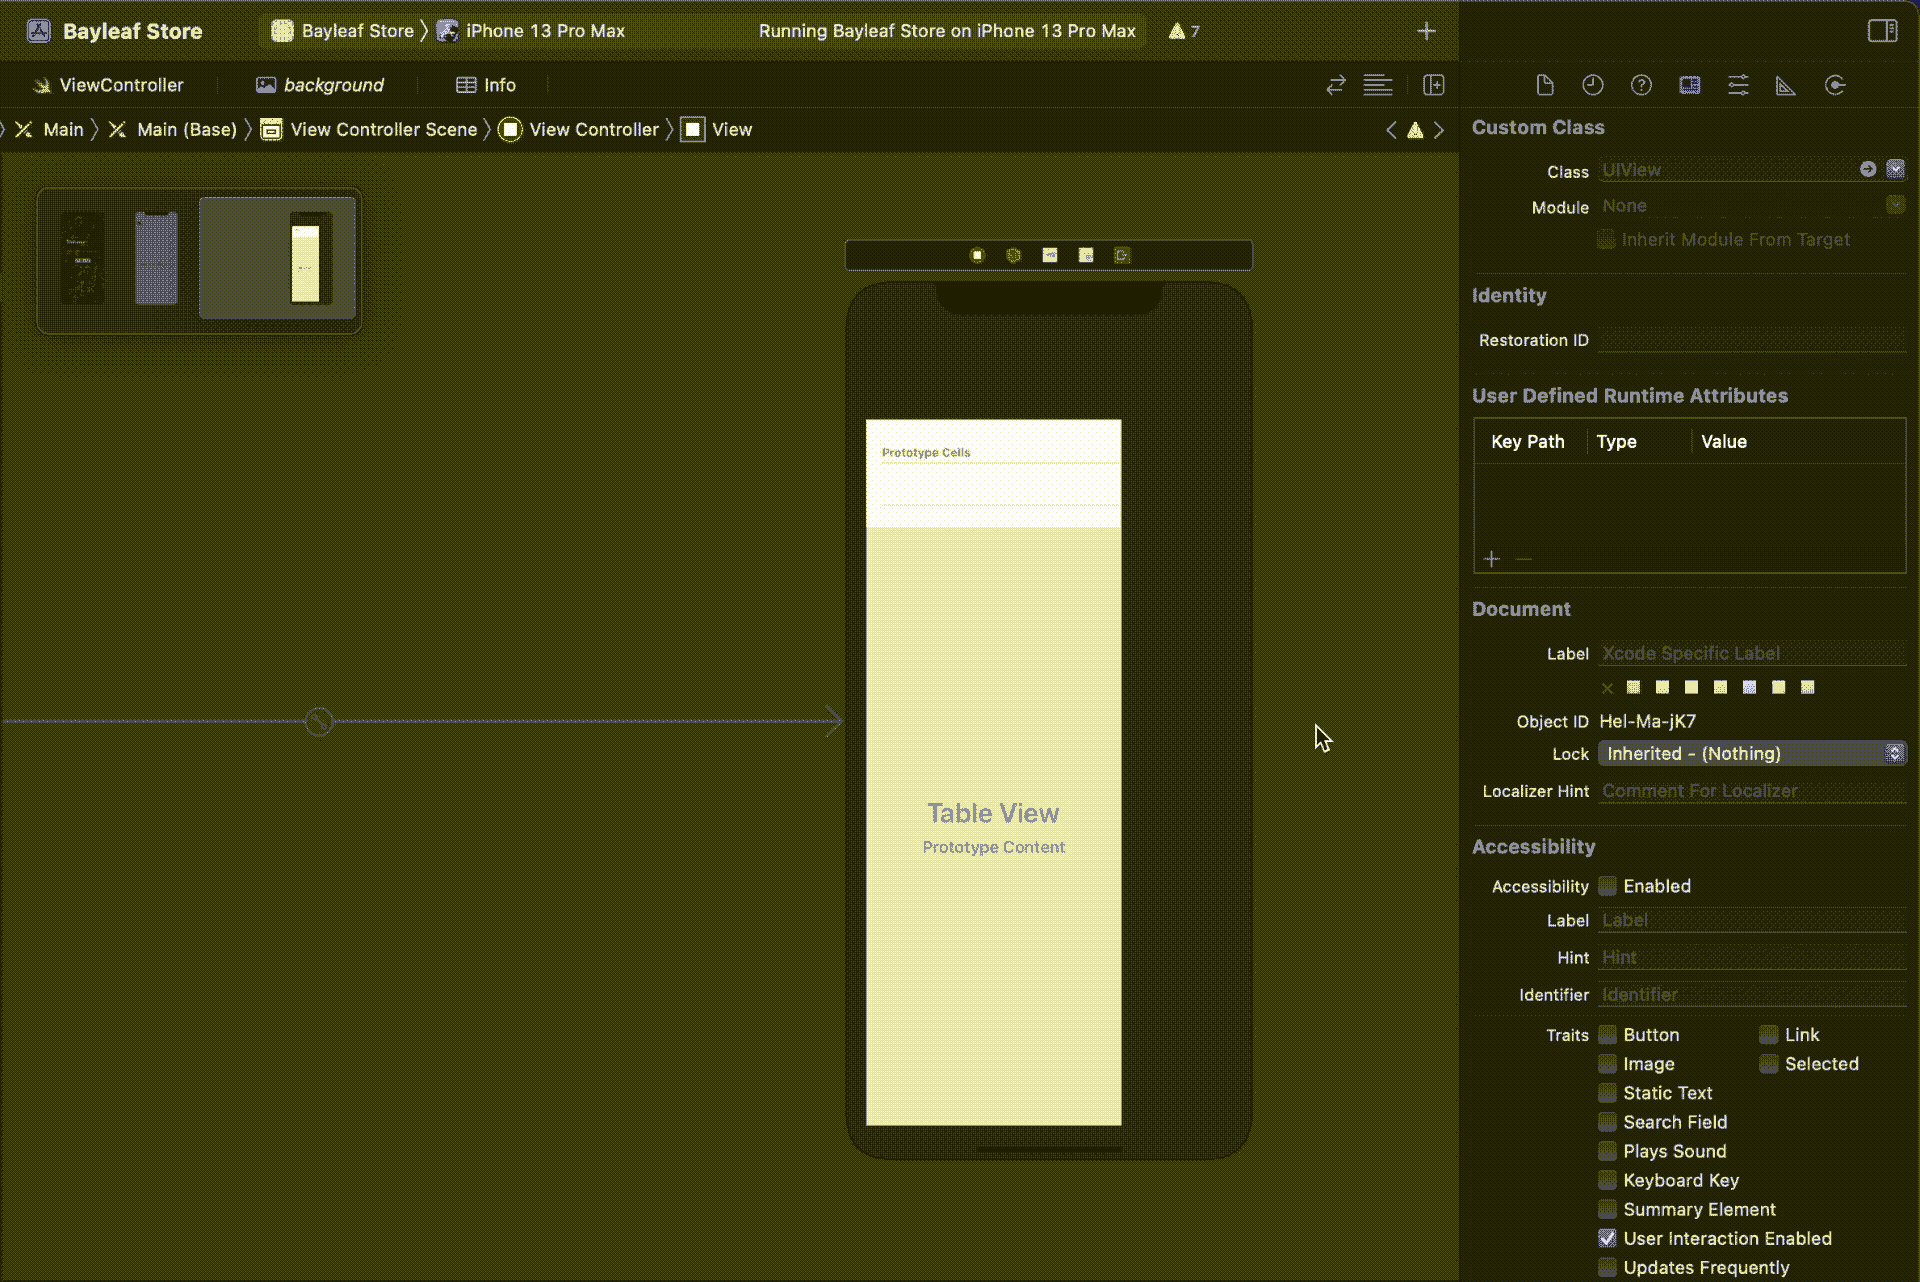 Bayleaf Store
Bayleaf Store
iPhone 13 Pro Max
Running Bayleaf Store on iPhone 13 Pro Max
7
ViewController
background
Info
Main
Main (Base)
View Controller Scene
View Controller
View
Custom Class
Class
UIView
Module
None
Inherit Module From Target
Identity
Restoration ID
User Defined Runtime Attributes
Key Path
Type
Value
Prototype Cells
Table View
Prototype Content
Document
Label
Xcode Specific Label
Object ID
Hel-Ma-jK7
Lock
Inherited - (Nothing)
Localizer Hint
Comment For Localizer
Accessibility
Accessibility
Enabled
Label
Label
Hint
Hint
Identifier
Identifier
Traits
Button
Link
Image
Selected
Static Text
Search Field
Plays Sound
Keyboard Key
Summary Element
User Interaction Enabled
Updates Frequently